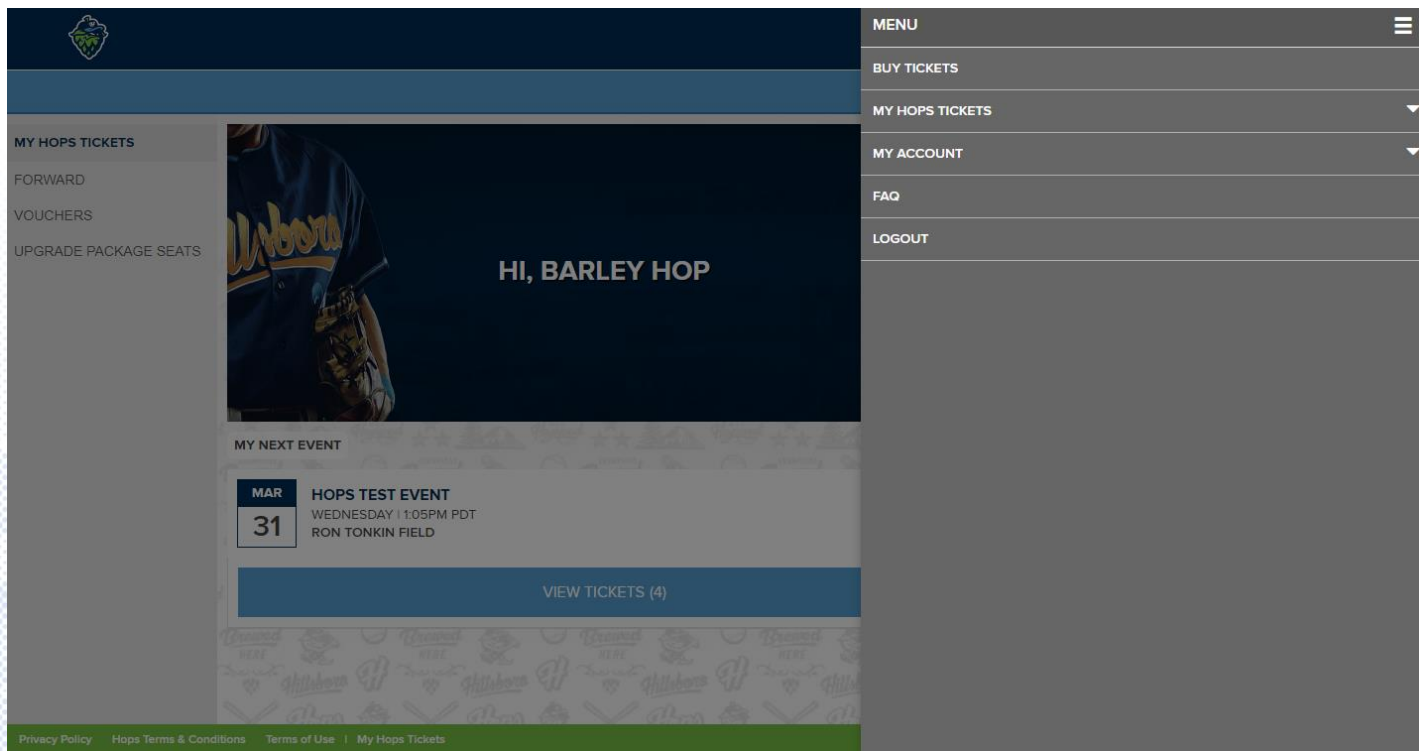 MENU
BUY TICKETS
MY HOPS TICKETS
MY ACCOUNT
FAQ
LOGOUT
MY HOPS TICKETS
FORWARD
VOUCHERS
UPGRADE PACKAGE SEATS
HI, BARLEY HOP
MY NEXT EVENT
MAR
31
HOPS TEST EVENT
WEDNESDAY | 1:05PM PDT
RON TONKIN FIELD
VIEW TICKETS (4)
Privacy Policy Hops Terms & Conditions Terms of Use | My Hops Tickets